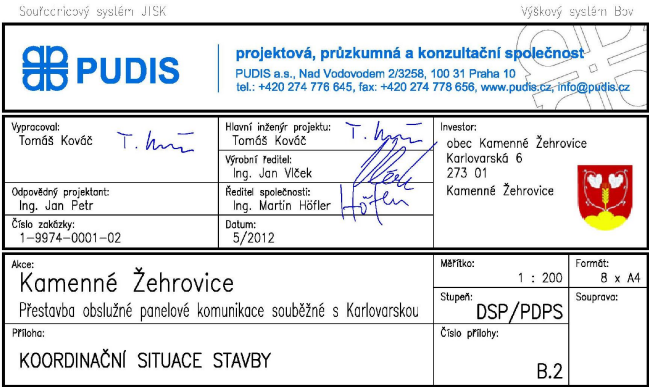 Souřadnicový systém JTSK Výškový systém Bpv
PUDIS
projektová, průzkumná a konzultační společnost
PUDIS a.s., Nad Vodovodem 2/3258, 100 31 Praha 10
tel.: +420 274 776 645, fax: +420 274 778 656, www.pudis.cz, info@pudis.cz
Vypracoval:
Tomáš Kováč
Hlavní inženýr projektu:
Tomáš Kováč
Výrobní ředitel:
Ing. Jan Vlček
Odpovědný projektant:
Ing. Jan Petr
Ředitel společnosti:
Ing. Martin Höfler
Číslo zakázky:
1-9974-0001-02
Datum:
5/2012
Investor:
obec Kamenné Žehrovice
Karlovarská 6
273 01
Kamenné Žehrovice
Akce:
Kamenné Žehrovice
Přestavba obslužné panelové komunikace souběžné s Karlovarskou
Měřítko:
1 : 200
Formát:
8 x A4
Stupeň:
DSP/PDPS
Souprava:
Příloha:
KOORDINAČNÍ SITUACE STAVBY
Číslo přílohy:
B.2